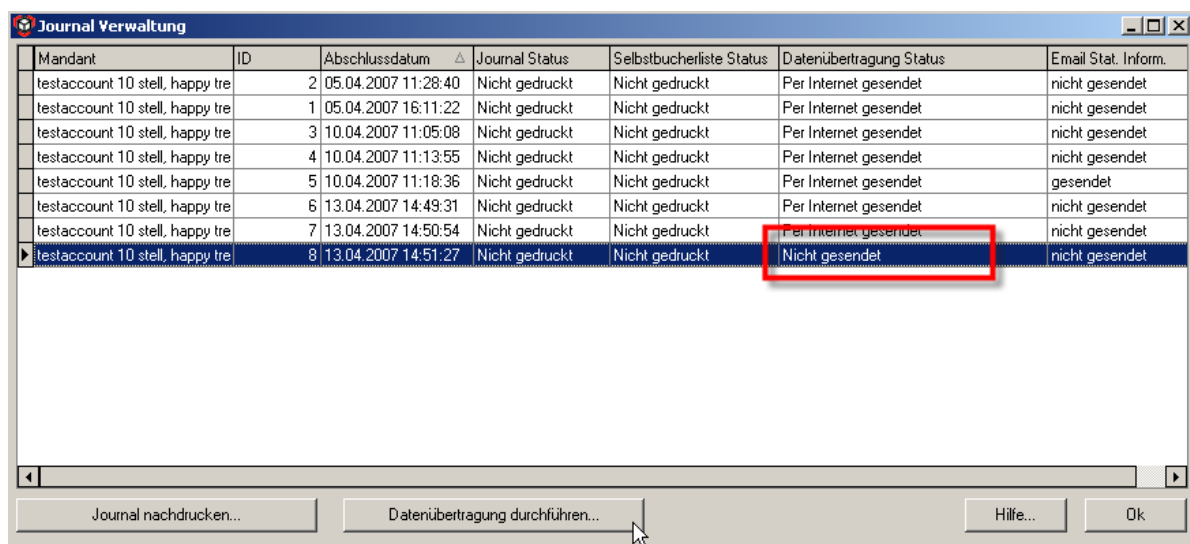 Journal Verwaltung
Mandant ID Abschlussdatum Journal Status Selbstbucherliste Status Datenübertragung Status Email Stat. Inform.
testaccount 10 stell, happy tre 2 05.04.2007 11:28:40 Nicht gedruckt Nicht gedruckt Per Internet gesendet nicht gesendet
testaccount 10 stell, happy tre 1 05.04.2007 16:11:22 Nicht gedruckt Nicht gedruckt Per Internet gesendet nicht gesendet
testaccount 10 stell, happy tre 3 10.04.2007 11:05:08 Nicht gedruckt Nicht gedruckt Per Internet gesendet nicht gesendet
testaccount 10 stell, happy tre 4 10.04.2007 11:13:55 Nicht gedruckt Nicht gedruckt Per Internet gesendet nicht gesendet
testaccount 10 stell, happy tre 5 10.04.2007 11:18:36 Nicht gedruckt Nicht gedruckt Per Internet gesendet gesendet
testaccount 10 stell, happy tre 6 13.04.2007 14:49:31 Nicht gedruckt Nicht gedruckt Per Internet gesendet nicht gesendet
testaccount 10 stell, happy tre 7 13.04.2007 14:50:54 Nicht gedruckt Nicht gedruckt Per Internet gesendet nicht gesendet
testaccount 10 stell, happy tre 8 13.04.2007 14:51:27 Nicht gedruckt Nicht gedruckt Nicht gesendet nicht gesendet
Journal nachdrucken... Datenübertragung durchführen... Hilfe... Ok